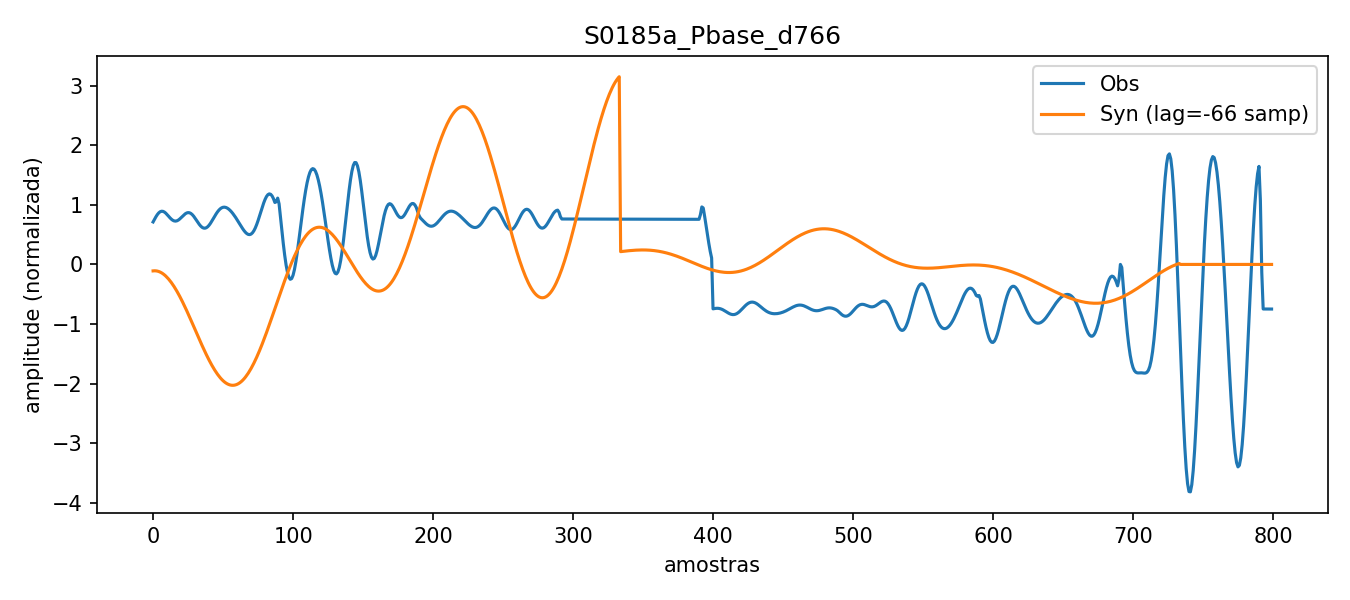 S0185a_Pbase_d766
Obs
Syn (lag=-66 samp)
amplitude (normalizada)
3
2
1
0
−1
−2
−3
−4
0 100 200 300 400 500 600 700 800
amostras